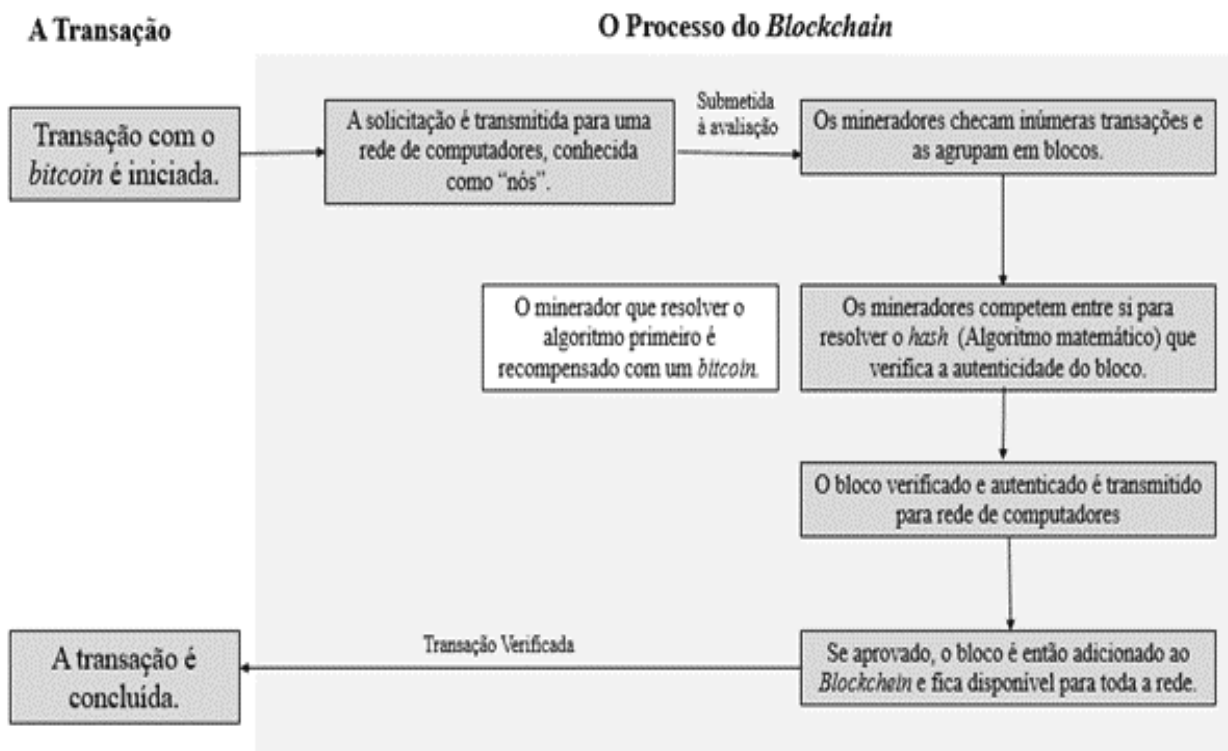 A Transação
O Processo do Blockchain
Transação com o
bitcoin é iniciada.
A solicitação é transmitida para uma
rede de computadores, conhecida
como “nós”.
Submetida
à avaliação
Os mineradores checam inúmeras transações e
as agrupam em blocos.
O minerador que resolver o
algoritmo primeiro é
recompensado com um bitcoin.
Os mineradores competem entre si para
resolver o hash (Algoritmo matemático) que
verifica a autenticidade do bloco.
O bloco verificado e autenticado é transmitido
para rede de computadores
A transação é
concluída.
Transação Verificada
Se aprovado, o bloco é então adicionado ao
Blockchain e fica disponível para toda a rede.